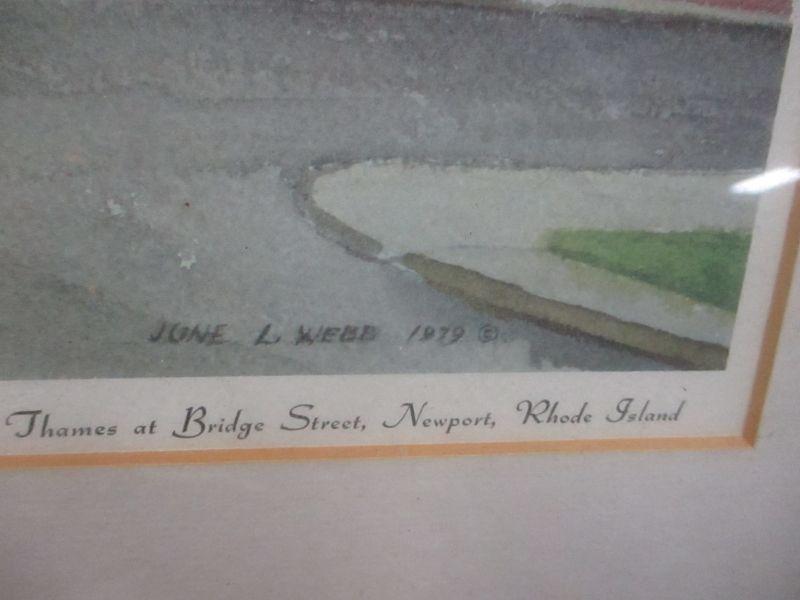 JUNE L WEBB 1979 ©
Thames at Bridge Street, Newport, Rhode Island